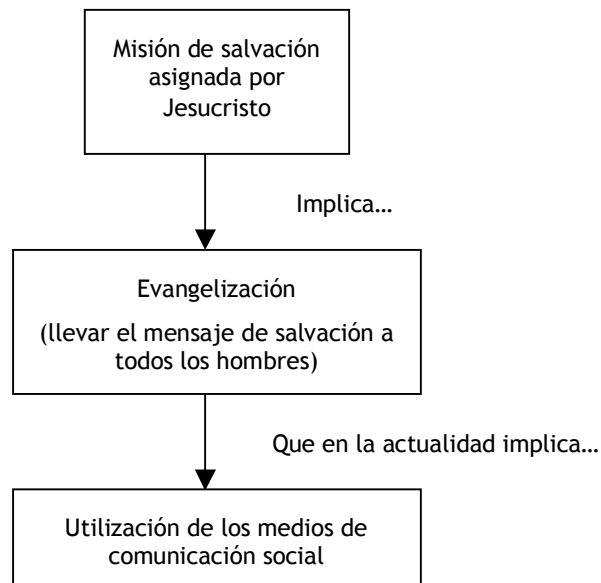 Misión de salvación
asignada por
Jesucristo
Implica…
Evangelización
(llevar el mensaje de salvación a
todos los hombres)
Que en la actualidad implica…
Utilización de los medios de
comunicación social